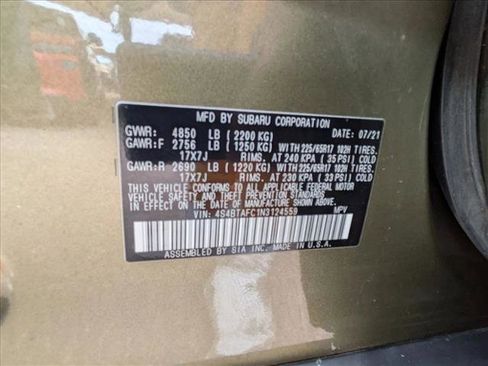 MFD BY SUBARU CORPORATION
GVWR: 4850 LB (2200 KG) DATE: 07/21
GAWR:F 2756 LB (1250 KG) WITH 225/65R17 102H TIRES.
17X7J RIMS. AT 240 KPA (35 PSI) COLD
GAWR:R 2690 LB (1220 KG) WITH 225/65R17 102H TIRES.
17X7J RIMS. AT 230 KPA (33 PSI) COLD
THIS VEHICLE CONFORMS TO ALL APPLICABLE FEDERAL MOTOR
VEHICLE SAFETY AND THEFT PREVENTION STANDARDS
IN EFFECT ON THE DATE OF MANUFACTURE SHOWN ABOVE.
VIN: 4S4BTAFC1N3124559 MPV
ASSEMBLED BY SIA INC. MADE IN U.S.A.